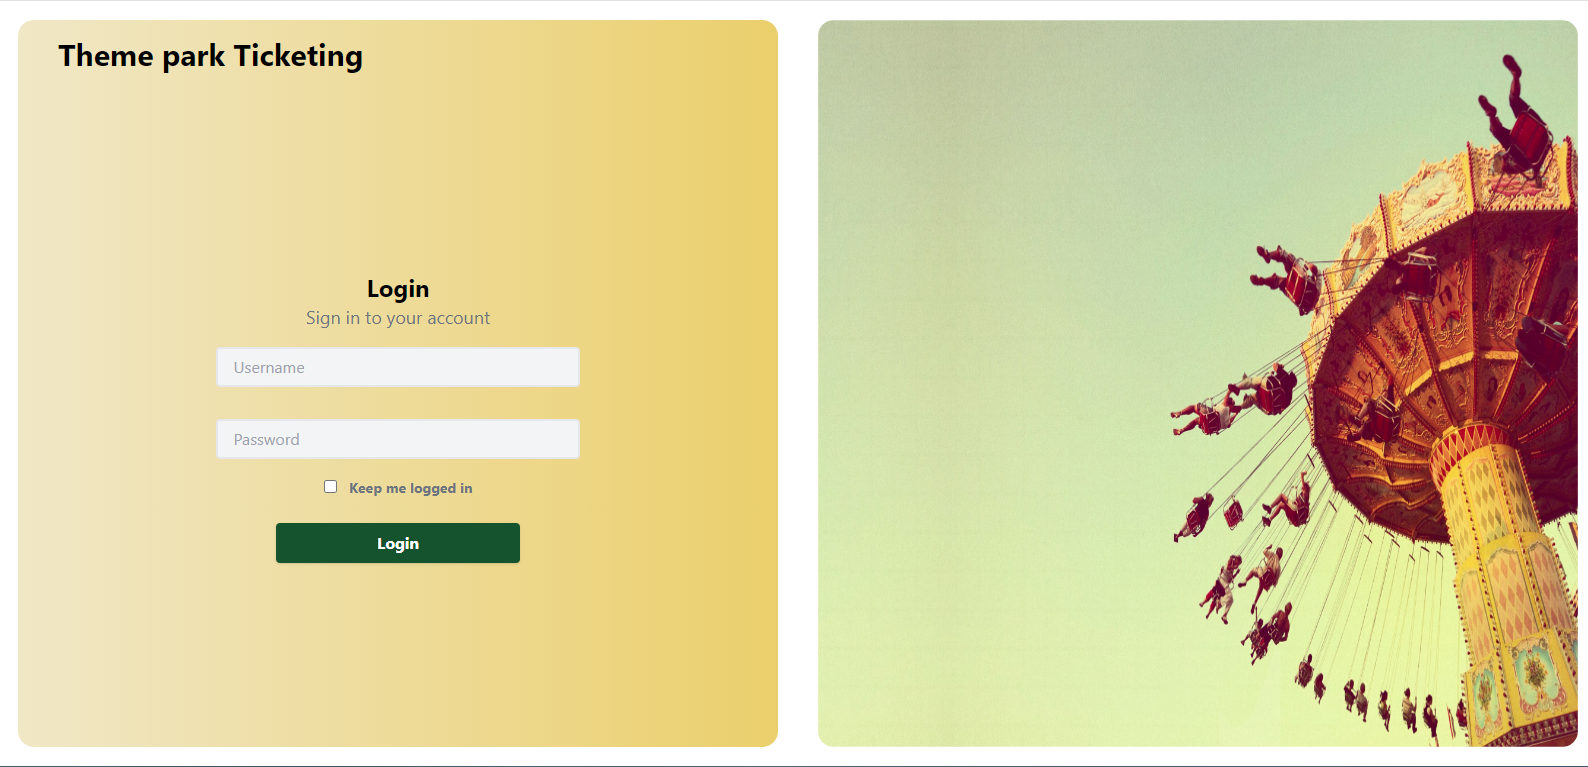 Theme park Ticketing
Login
Sign in to your account
Username
Password
Keep me logged in
Login